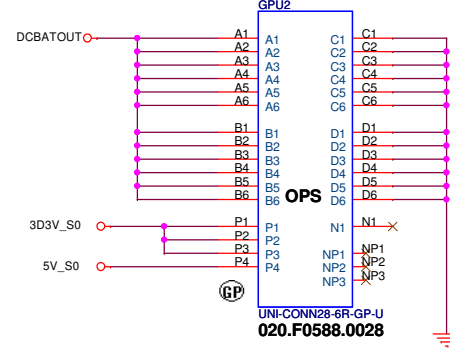 GPU2
DCBATOUT A1 A1 C1 C1
A2 A2 C2 C2
A3 A3 C3 C3
A4 A4 C4 C4
A5 A5 C5 C5
A6 A6 C6 C6
B1 B1 D1 D1
B2 B2 D2 D2
B3 B3 D3 D3
B4 B4 D4 D4
B5 B5 D5 D5
B6 B6 OPS D6 D6
3D3V_S0 P1 P1 N1 N1
P2 P2
P3 P3 NP1 NP1
5V_S0 P4 P4 NP2 NP2
NP3 NP3
GP
UNI-CONN28-6R-GP-U
020.F0588.0028